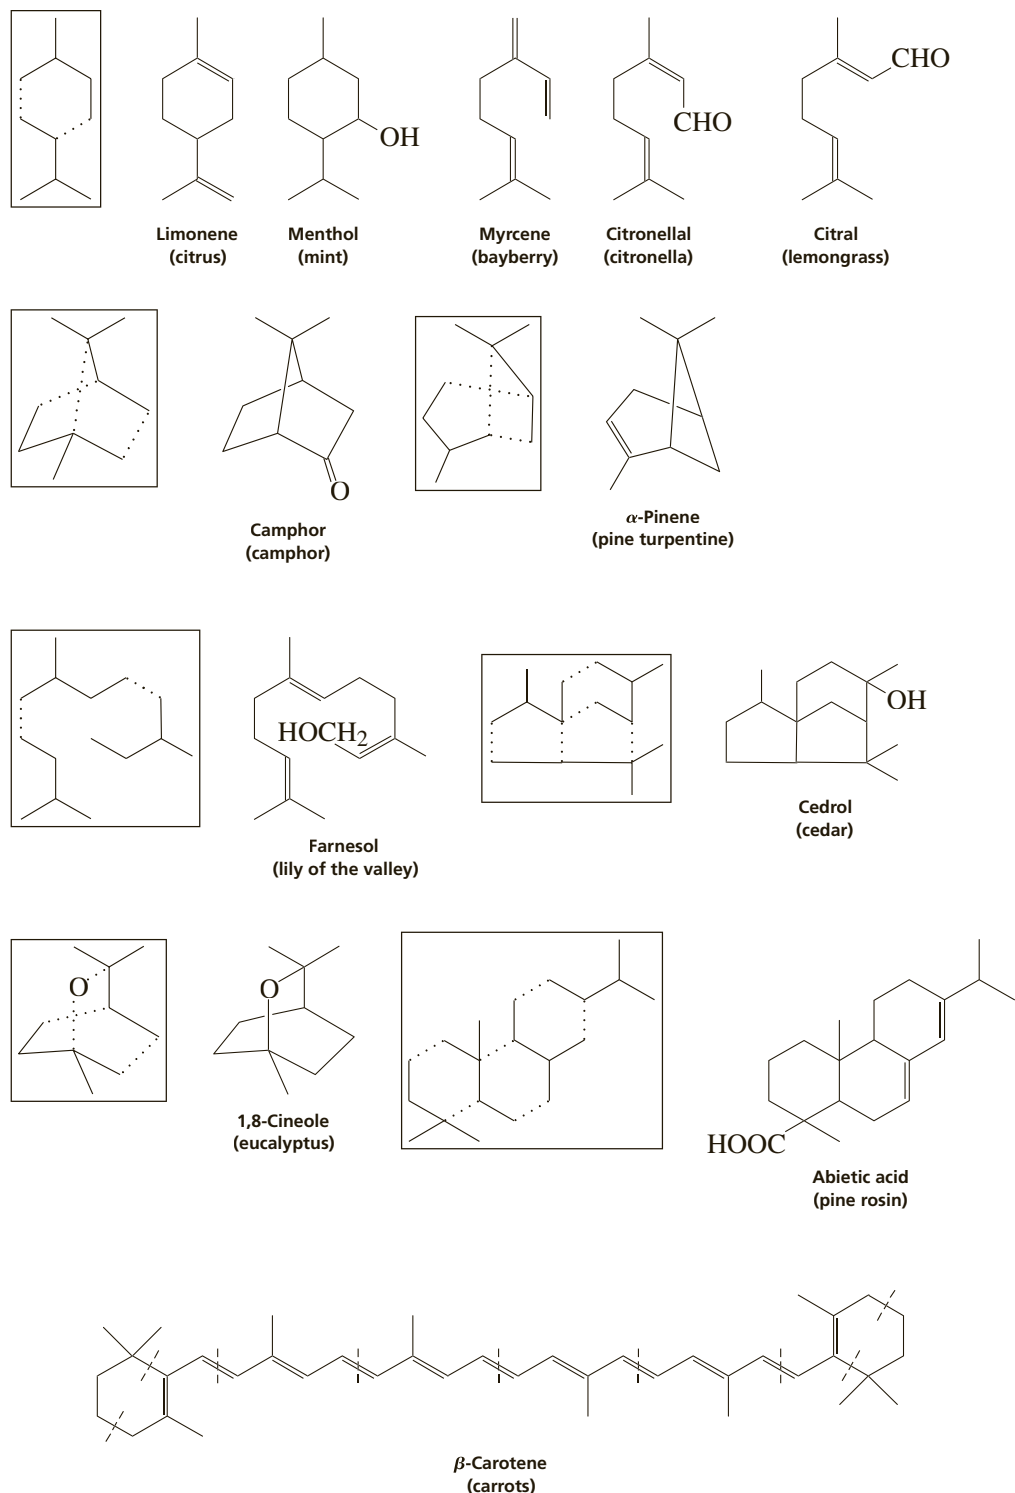 CHO
OH
CHO
Limonene
(citrus)
Menthol
(mint)
Myrcene
(bayberry)
Citronellal
(citronella)
Citral
(lemongrass)
O
Camphor
(camphor)
α-Pinene
(pine turpentine)
HOCH2
OH
Farnesol
(lily of the valley)
Cedrol
(cedar)
O
O
1,8-Cineole
(eucalyptus)
HOOC
Abietic acid
(pine rosin)
β-Carotene
(carrots)